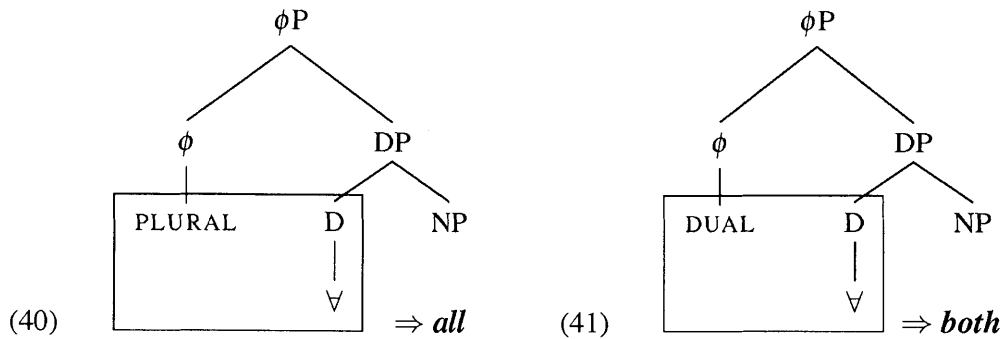 ϕP ϕP
ϕ DP ϕ DP
PLURAL D NP DUAL D NP
∀ ∀
(40) ⇒ all (41) ⇒ both